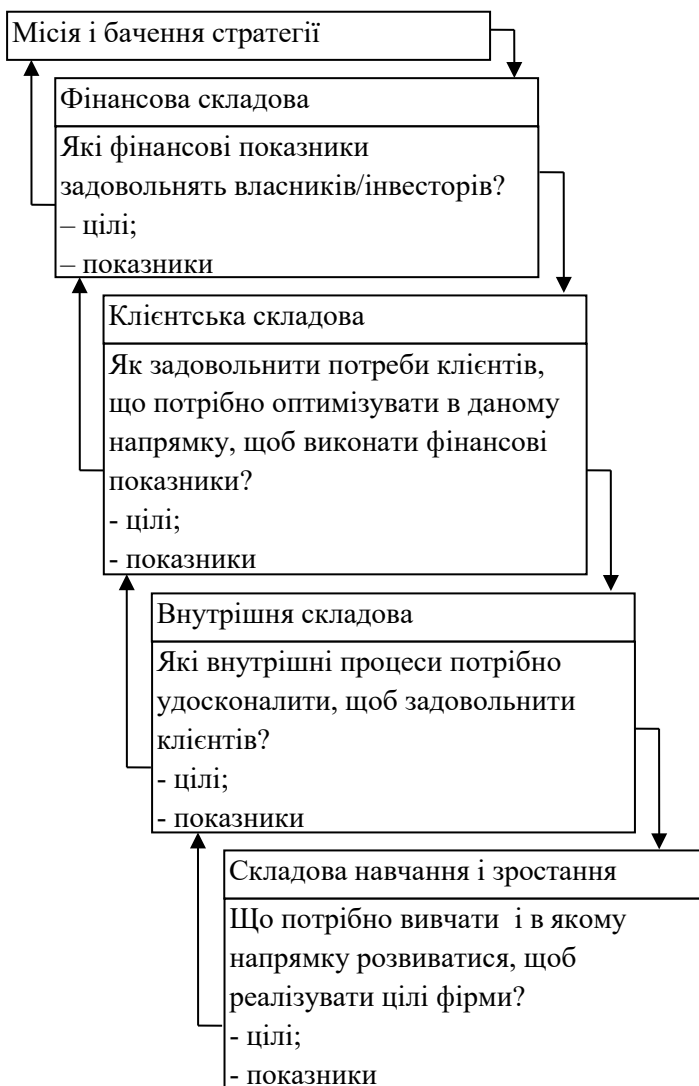 Місія і бачення стратегії
Фінансова складова
Які фінансові показники
задовольнять власників/інвесторів?
– цілі;
– показники
Клієнтська складова
Як задовольнити потреби клієнтів,
що потрібно оптимізувати в даному
напрямку, щоб виконати фінансові
показники?
- цілі;
- показники
Внутрішня складова
Які внутрішні процеси потрібно
удосконалити, щоб задовольнити
клієнтів?
- цілі;
- показники
Складова навчання і зростання
Що потрібно вивчати і в якому
напрямку розвиватися, щоб
реалізувати цілі фірми?
- цілі;
- показники